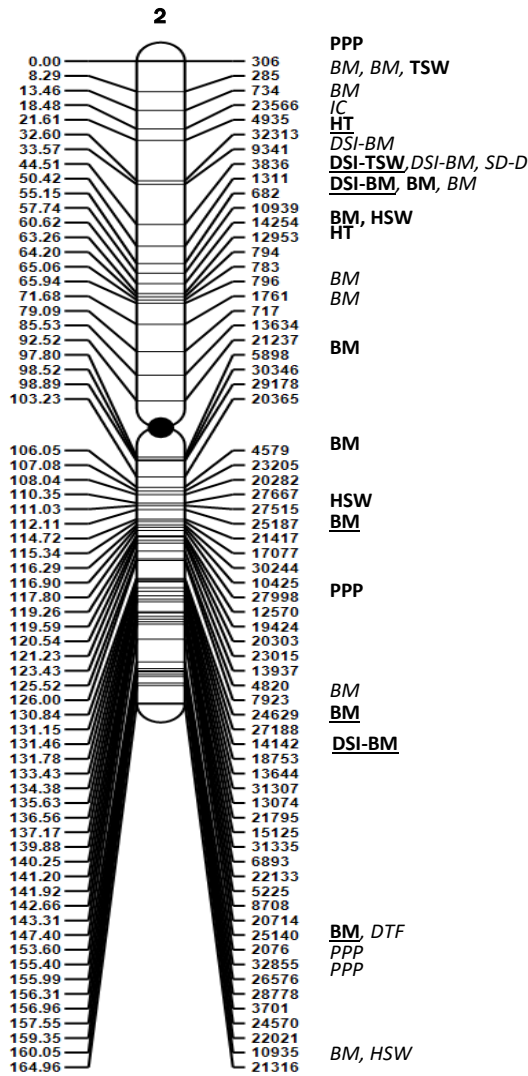 2
PPP
0.00 306
8.29 285 BM, BM, TSW
13.46 734 BM
18.48 23566 IC
21.61 4935 HT
32.60 32313
33.57 9341 DSI-BM
44.51 3836 DSI-TSW,DSI-BM, SD-D
50.42 1311 DSI-BM, BM, BM
55.15 682
57.74 10939
60.62 14254 BM, HSW
63.26 12953 HT
64.20 794
65.06 783
65.94 796 BM
71.68 1761 BM
79.09 717
85.53 13634
92.52 21237
97.80 5898 BM
98.52 30346
98.89 29178
103.23 20365
106.05 4579 BM
107.08 23205
108.04 20282
110.35 27667 HSW
111.03 27515
112.11 25187 BM
114.72 21417
115.34 17077
116.29 30244
116.90 10425
117.80 27998 PPP
119.26 12570
119.59 19424
120.54 20303
121.23 23015
123.43 13937
125.52 4820 BM
126.00 7923
130.84 24629 BM
131.15 27188
131.46 14142 DSI-BM
131.78 18753
133.43 13644
134.38 31307
135.63 13074
136.56 21795
137.17 15125
139.88 31335
140.25 6893
141.20 22133
141.92 5225
142.66 8708
143.31 20714
147.40 25140 BM, DTF
153.60 2076 PPP
155.40 32855 PPP
155.99 26576
156.31 28778
156.96 3701
157.55 24570
159.35 22021
160.05 10935 BM, HSW
164.96 21316